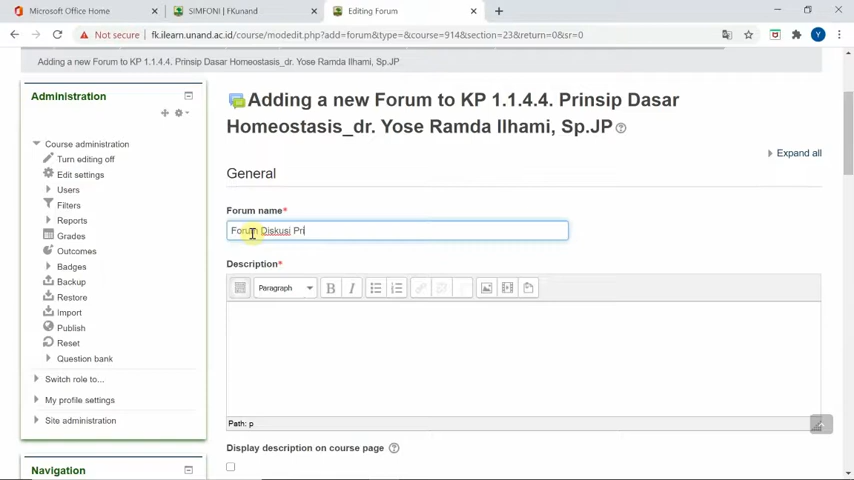 Microsoft Office Home
SIMFONI | FKunand
Editing Forum
Not secure | fk.ilearn.unand.ac.id/course/modedit.php?add=forum&type=&course=914&section=23&return=0&sr=0
Y
Adding a new Forum to KP 1.1.4.4. Prinsip Dasar Homeostasis_dr. Yose Ramda Ilhami, Sp.JP
Administration
Course administration
Turn editing off
Edit settings
Users
Filters
Reports
Grades
Outcomes
Badges
Backup
Restore
Import
Publish
Reset
Question bank
Switch role to...
My profile settings
Site administration
Navigation
Adding a new Forum to KP 1.1.4.4. Prinsip Dasar
Homeostasis_dr. Yose Ramda Ilhami, Sp.JP
Expand all
General
Forum name*
Forum Diskusi Pri
Description*
Paragraph
B I
Path: p
Display description on course page